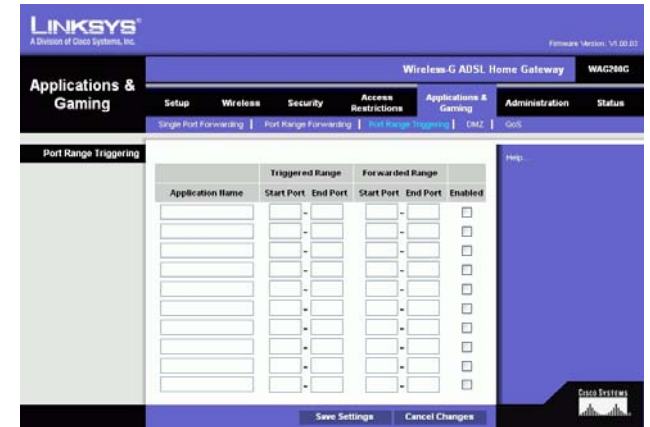 LINKSYS®
A Division of Cisco Systems, Inc.
Firmware Version: V1.00.03
Wireless-G ADSL Home Gateway WAG200G
Applications & Gaming
Setup Wireless Security Access Restrictions Applications & Gaming Administration Status
Single Port Forwarding | Port Range Forwarding | Port Range Triggering | DMZ | QoS
Port Range Triggering
Help...
Triggered Range Forwarded Range
Application Name Start Port End Port Start Port End Port Enabled
-  -
-  -
-  -
-  -
-  -
-  -
-  -
-  -
-  -
-  -
Save Settings Cancel Changes
CISCO SYSTEMS